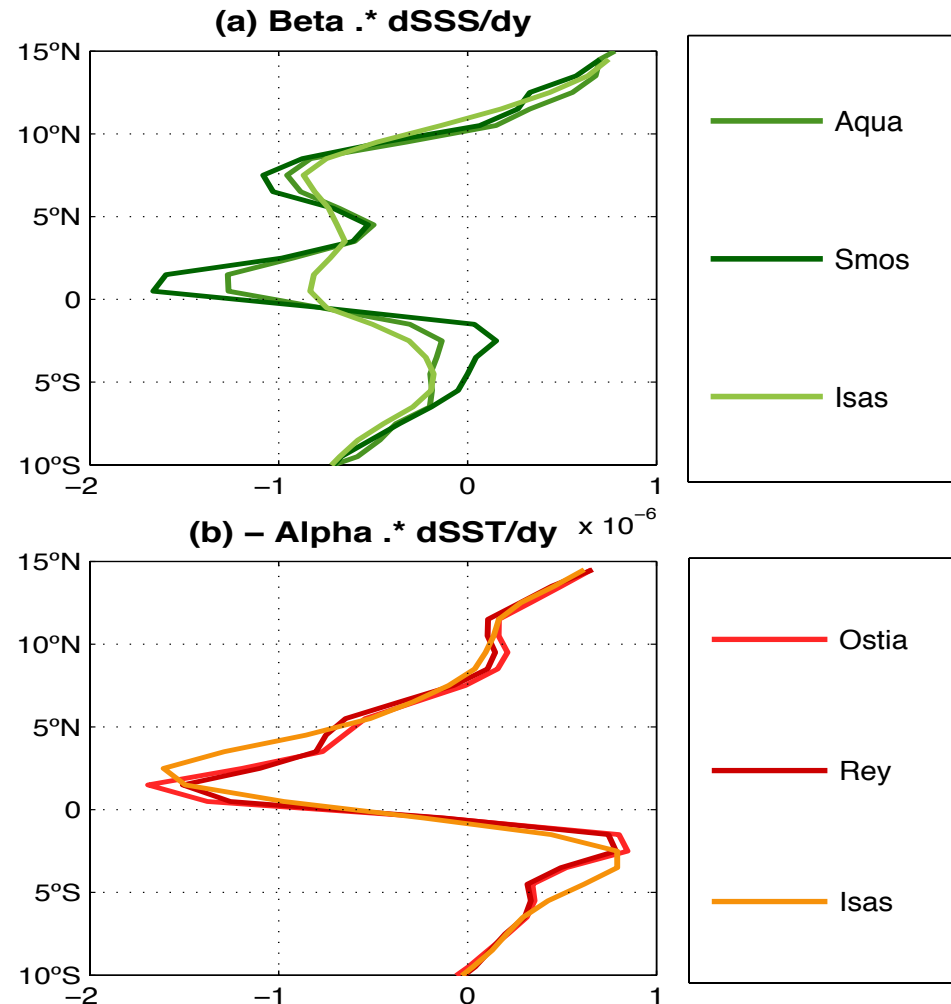 (a) Beta .* dSSS/dy
15ºN
10ºN
5ºN
0
5ºS
10ºS
−2 −1 0 1
x 10⁻⁶
Aqua
Smos
Isas
(b) − Alpha .* dSST/dy
15ºN
10ºN
5ºN
0
5ºS
10ºS
−2 −1 0 1
Ostia
Rey
Isas